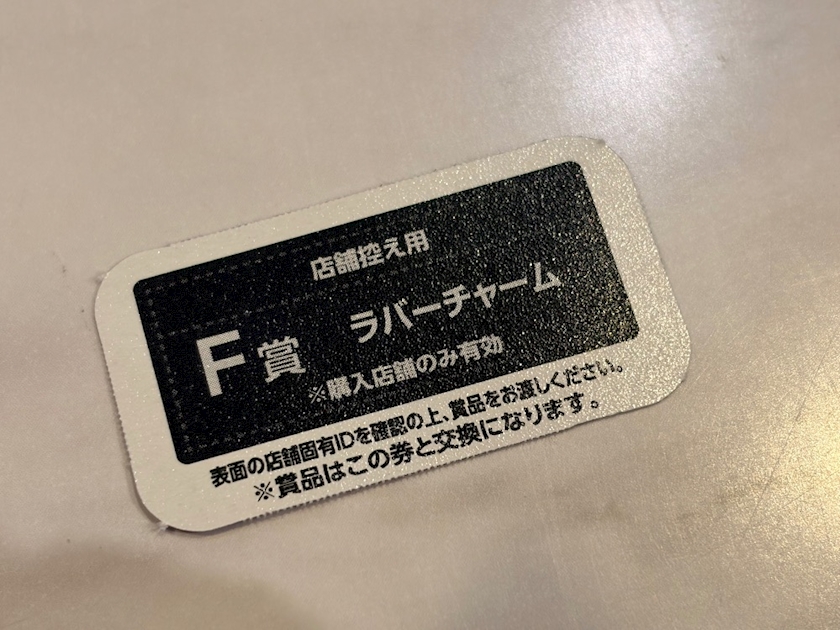 店舗控え用
F賞 ラバーチャーム
※購入店舗のみ有効
表面の店舗固有IDを確認の上、賞品をお渡しください。
※賞品はこの券と交換になります。